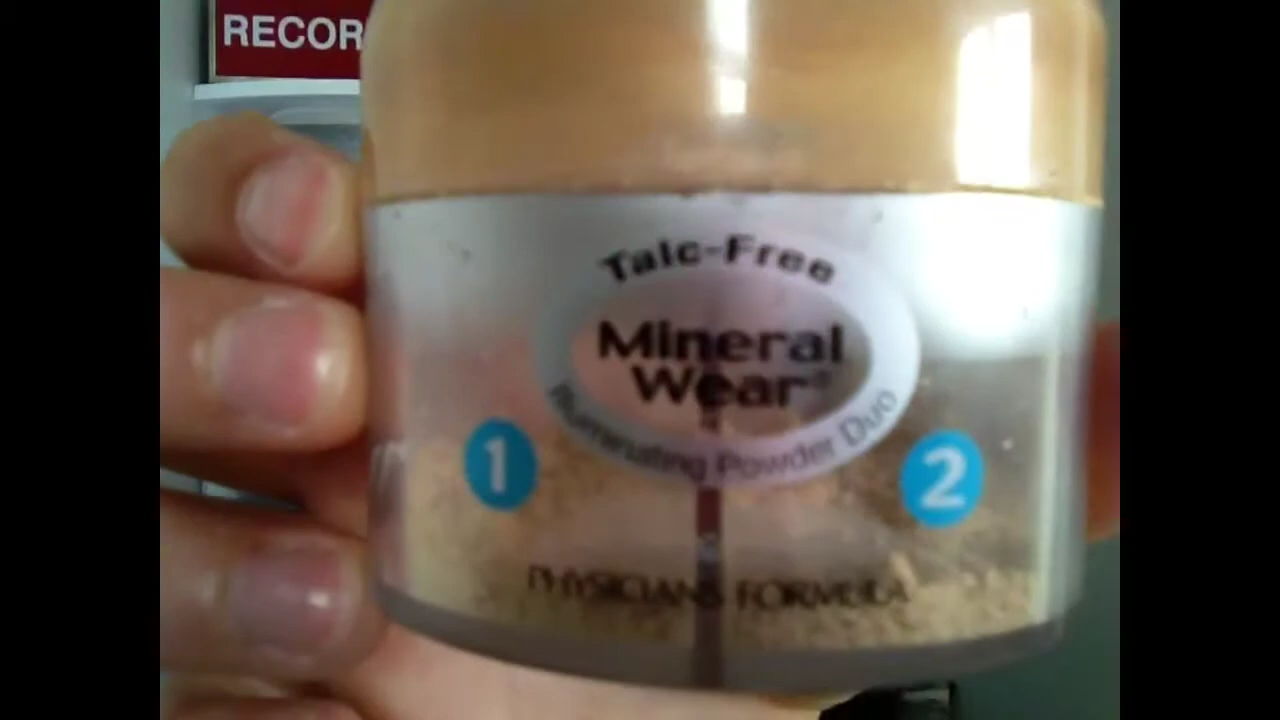 RECOR
Talc-Free
Mineral
Wear®
Illuminating Powder Duo
1
2
PHYSICIANS FORMULA